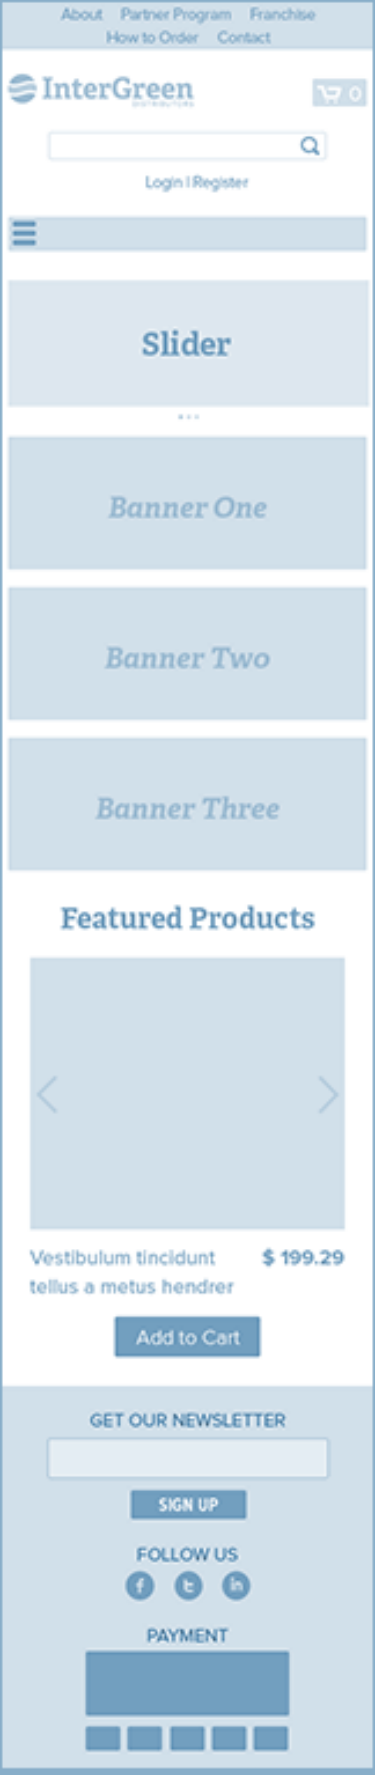 About Partner Program Franchise
How to Order Contact
InterGreen
DISTRIBUTORS
0
Login | Register
Slider
Banner One
Banner Two
Banner Three
Featured Products
Vestibulum tincidunt $ 199.29
tellus a metus hendrer
Add to Cart
GET OUR NEWSLETTER
SIGN UP
FOLLOW US
f t in
PAYMENT